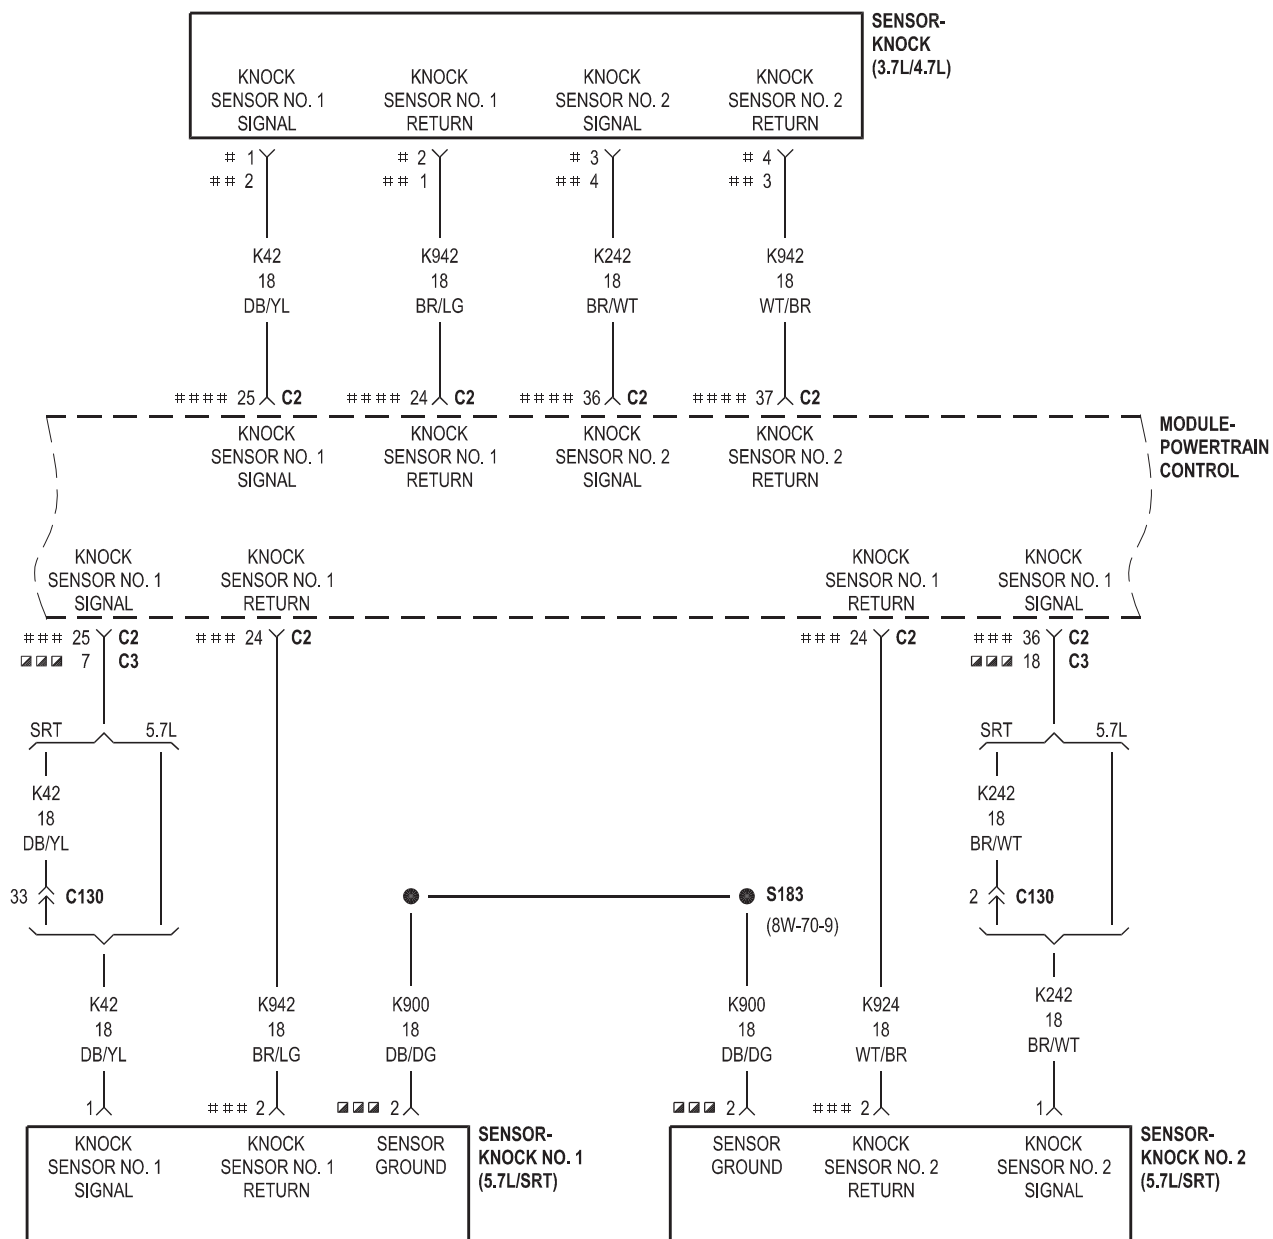 SENSOR-
KNOCK
(3.7L/4.7L)
KNOCK
SENSOR NO. 1
SIGNAL
KNOCK
SENSOR NO. 1
RETURN
KNOCK
SENSOR NO. 2
SIGNAL
KNOCK
SENSOR NO. 2
RETURN
# 1
## 2
# 2
## 1
# 3
## 4
# 4
## 3
K42
18
DB/YL
K942
18
BR/LG
K242
18
BR/WT
K942
18
WT/BR
#### 25 C2
#### 24 C2
#### 36 C2
#### 37 C2
MODULE-
POWERTRAIN
CONTROL
KNOCK
SENSOR NO. 1
SIGNAL
KNOCK
SENSOR NO. 1
RETURN
KNOCK
SENSOR NO. 2
SIGNAL
KNOCK
SENSOR NO. 2
RETURN
KNOCK
SENSOR NO. 1
SIGNAL
KNOCK
SENSOR NO. 1
RETURN
KNOCK
SENSOR NO. 1
RETURN
KNOCK
SENSOR NO. 1
SIGNAL
### 25 C2
7 C3
### 24 C2
### 24 C2
### 36 C2
18 C3
SRT 5.7L
K42
18
DB/YL
33 C130
SRT 5.7L
K242
18
BR/WT
2 C130
S183
(8W-70-9)
K42
18
DB/YL
K942
18
BR/LG
K900
18
DB/DG
K900
18
DB/DG
K924
18
WT/BR
K242
18
BR/WT
1
### 2
2
2
### 2
1
KNOCK
SENSOR NO. 1
SIGNAL
KNOCK
SENSOR NO. 1
RETURN
SENSOR
GROUND
SENSOR-
KNOCK NO. 1
(5.7L/SRT)
SENSOR
GROUND
KNOCK
SENSOR NO. 2
RETURN
KNOCK
SENSOR NO. 2
SIGNAL
SENSOR-
KNOCK NO. 2
(5.7L/SRT)